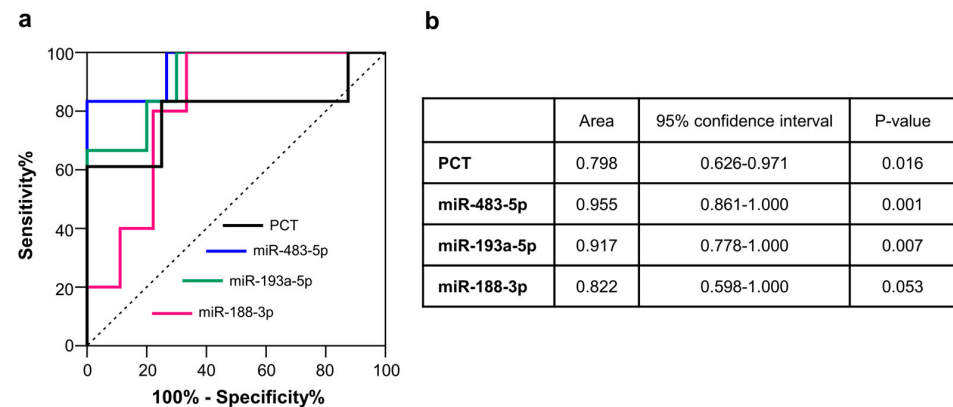 a
100
80
60
40
20
0
Sensitivity%
PCT
miR-483-5p
miR-193a-5p
miR-188-3p
0 20 40 60 80 100
100% - Specificity%
b
Area 95% confidence interval P-value
PCT 0.798 0.626-0.971 0.016
miR-483-5p 0.955 0.861-1.000 0.001
miR-193a-5p 0.917 0.778-1.000 0.007
miR-188-3p 0.822 0.598-1.000 0.053